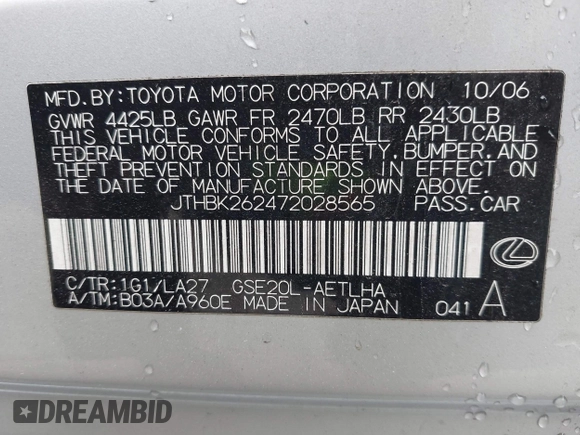 MFD.BY:TOYOTA MOTOR CORPORATION 10/06
GVWR 4425LB GAWR FR 2470LB RR 2430LB
THIS VEHICLE CONFORMS TO ALL APPLICABLE
FEDERAL MOTOR VEHICLE SAFETY,BUMPER,AND
THEFT PREVENTION STANDARDS IN EFFECT ON
THE DATE OF MANUFACTURE SHOWN ABOVE.
JTHBK262472028565 PASS.CAR
C/TR:1G1/LA27 GSE20L-AETLHA
A/TM:B03A/A960E MADE IN JAPAN 041 A
DREAMBID